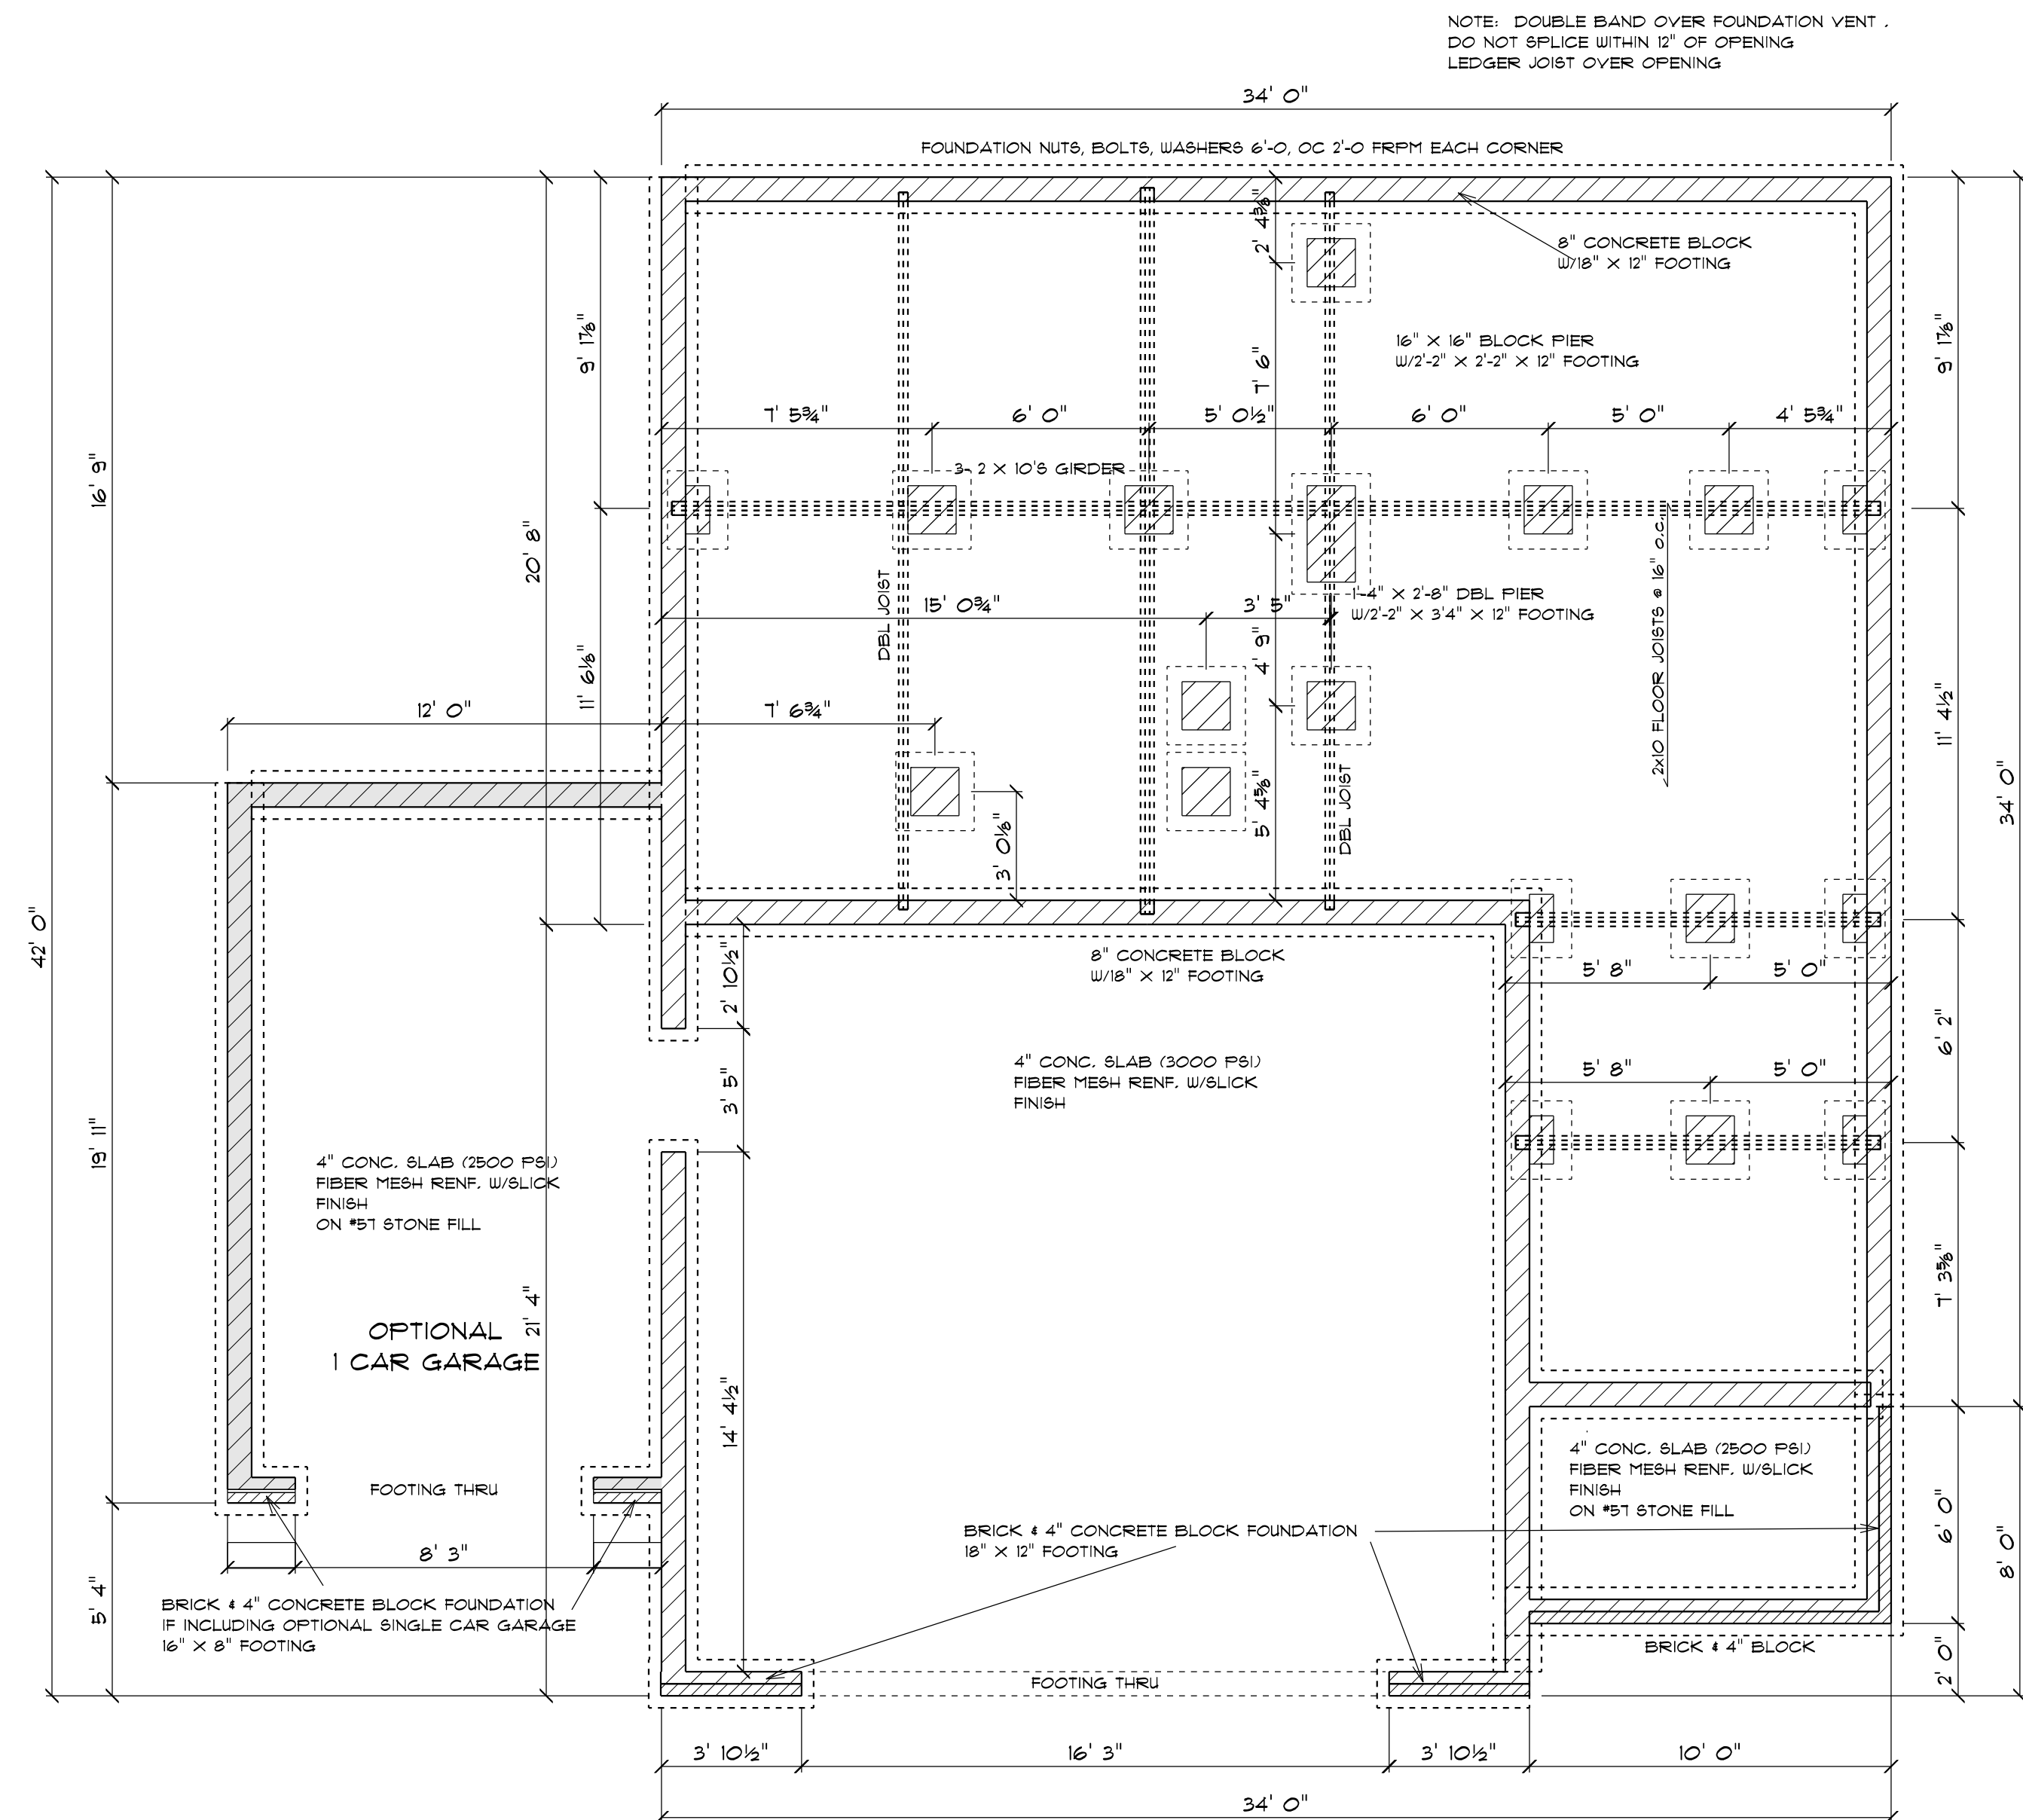 NOTE: DOUBLE BAND OVER FOUNDATION VENT .
DO NOT SPLICE WITHIN 12" OF OPENING
LEDGER JOIST OVER OPENING
34' 0"
FOUNDATION NUTS, BOLTS, WASHERS 6'-0, OC 2'-0 FRPM EACH CORNER
2' 4⅜"
8" CONCRETE BLOCK
W/18" X 12" FOOTING
9' 1⅞"
9' 1⅞"
16" X 16" BLOCK PIER
W/2'-2" X 2'-2" X 12" FOOTING
7' 6"
7' 5¾"
6' 0"
5' 0½"
6' 0"
5' 0"
4' 5¾"
16' 9"
3- 2 X 10'S GIRDER
20' 8"
DBL JOIST
1'-4" X 2'-8" DBL PIER
W/2'-2" X 3'4" X 12" FOOTING
15' 0¾"
3' 5"
2x10 FLOOR JOISTS @ 16" O.C.
4' 9"
11' 6⅛"
11' 4½"
12' 0"
7' 6¾"
34' 0"
5' 4⅝"
DBL JOIST
3' 0⅛"
42' 0"
8" CONCRETE BLOCK
W/18" X 12" FOOTING
2' 10½"
5' 8"
5' 0"
6' 2"
4" CONC. SLAB (3000 PSI)
FIBER MESH RENF. W/SLICK
FINISH
3' 5"
5' 8"
5' 0"
19' 11"
4" CONC. SLAB (2500 PSI)
FIBER MESH RENF. W/SLICK
FINISH
ON #57 STONE FILL
7' 3⅝"
21' 4"
OPTIONAL
1 CAR GARAGE
14' 4½"
4" CONC. SLAB (2500 PSI)
FIBER MESH RENF. W/SLICK
FINISH
ON #57 STONE FILL
FOOTING THRU
6' 0"
8' 0"
BRICK & 4" CONCRETE BLOCK FOUNDATION
18" X 12" FOOTING
8' 3"
5' 4"
BRICK & 4" CONCRETE BLOCK FOUNDATION
IF INCLUDING OPTIONAL SINGLE CAR GARAGE
16" X 8" FOOTING
BRICK & 4" BLOCK
2' 0"
FOOTING THRU
3' 10½"
16' 3"
3' 10½"
10' 0"
34' 0"